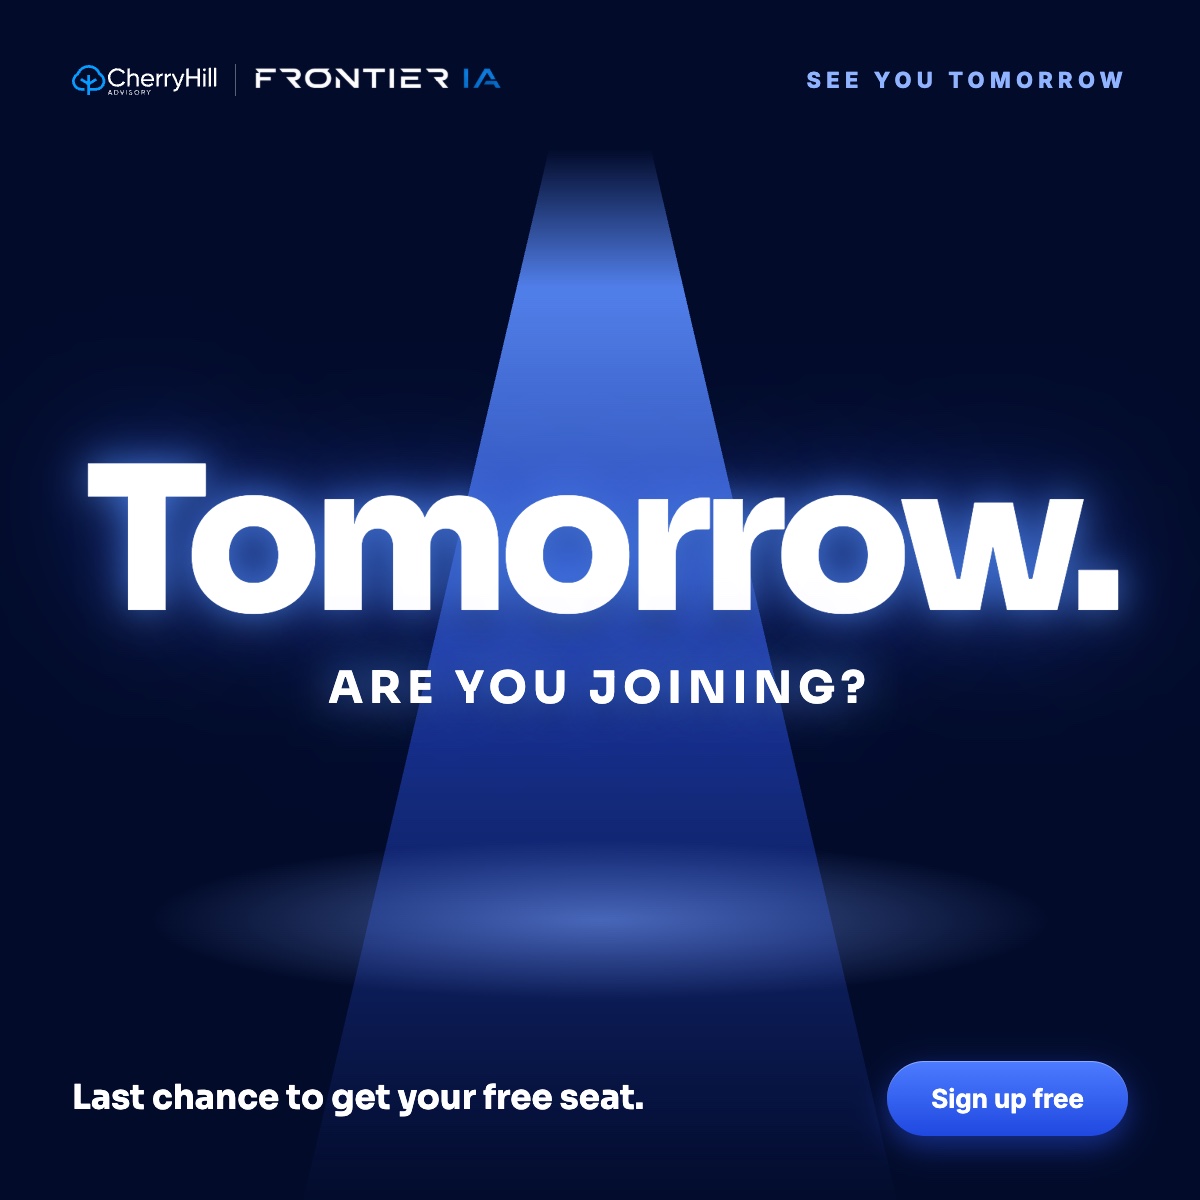 CherryHill
ADVISORY
FRONTIER IA
SEE YOU TOMORROW
Tomorrow.
ARE YOU JOINING?
Last chance to get your free seat.
Sign up free